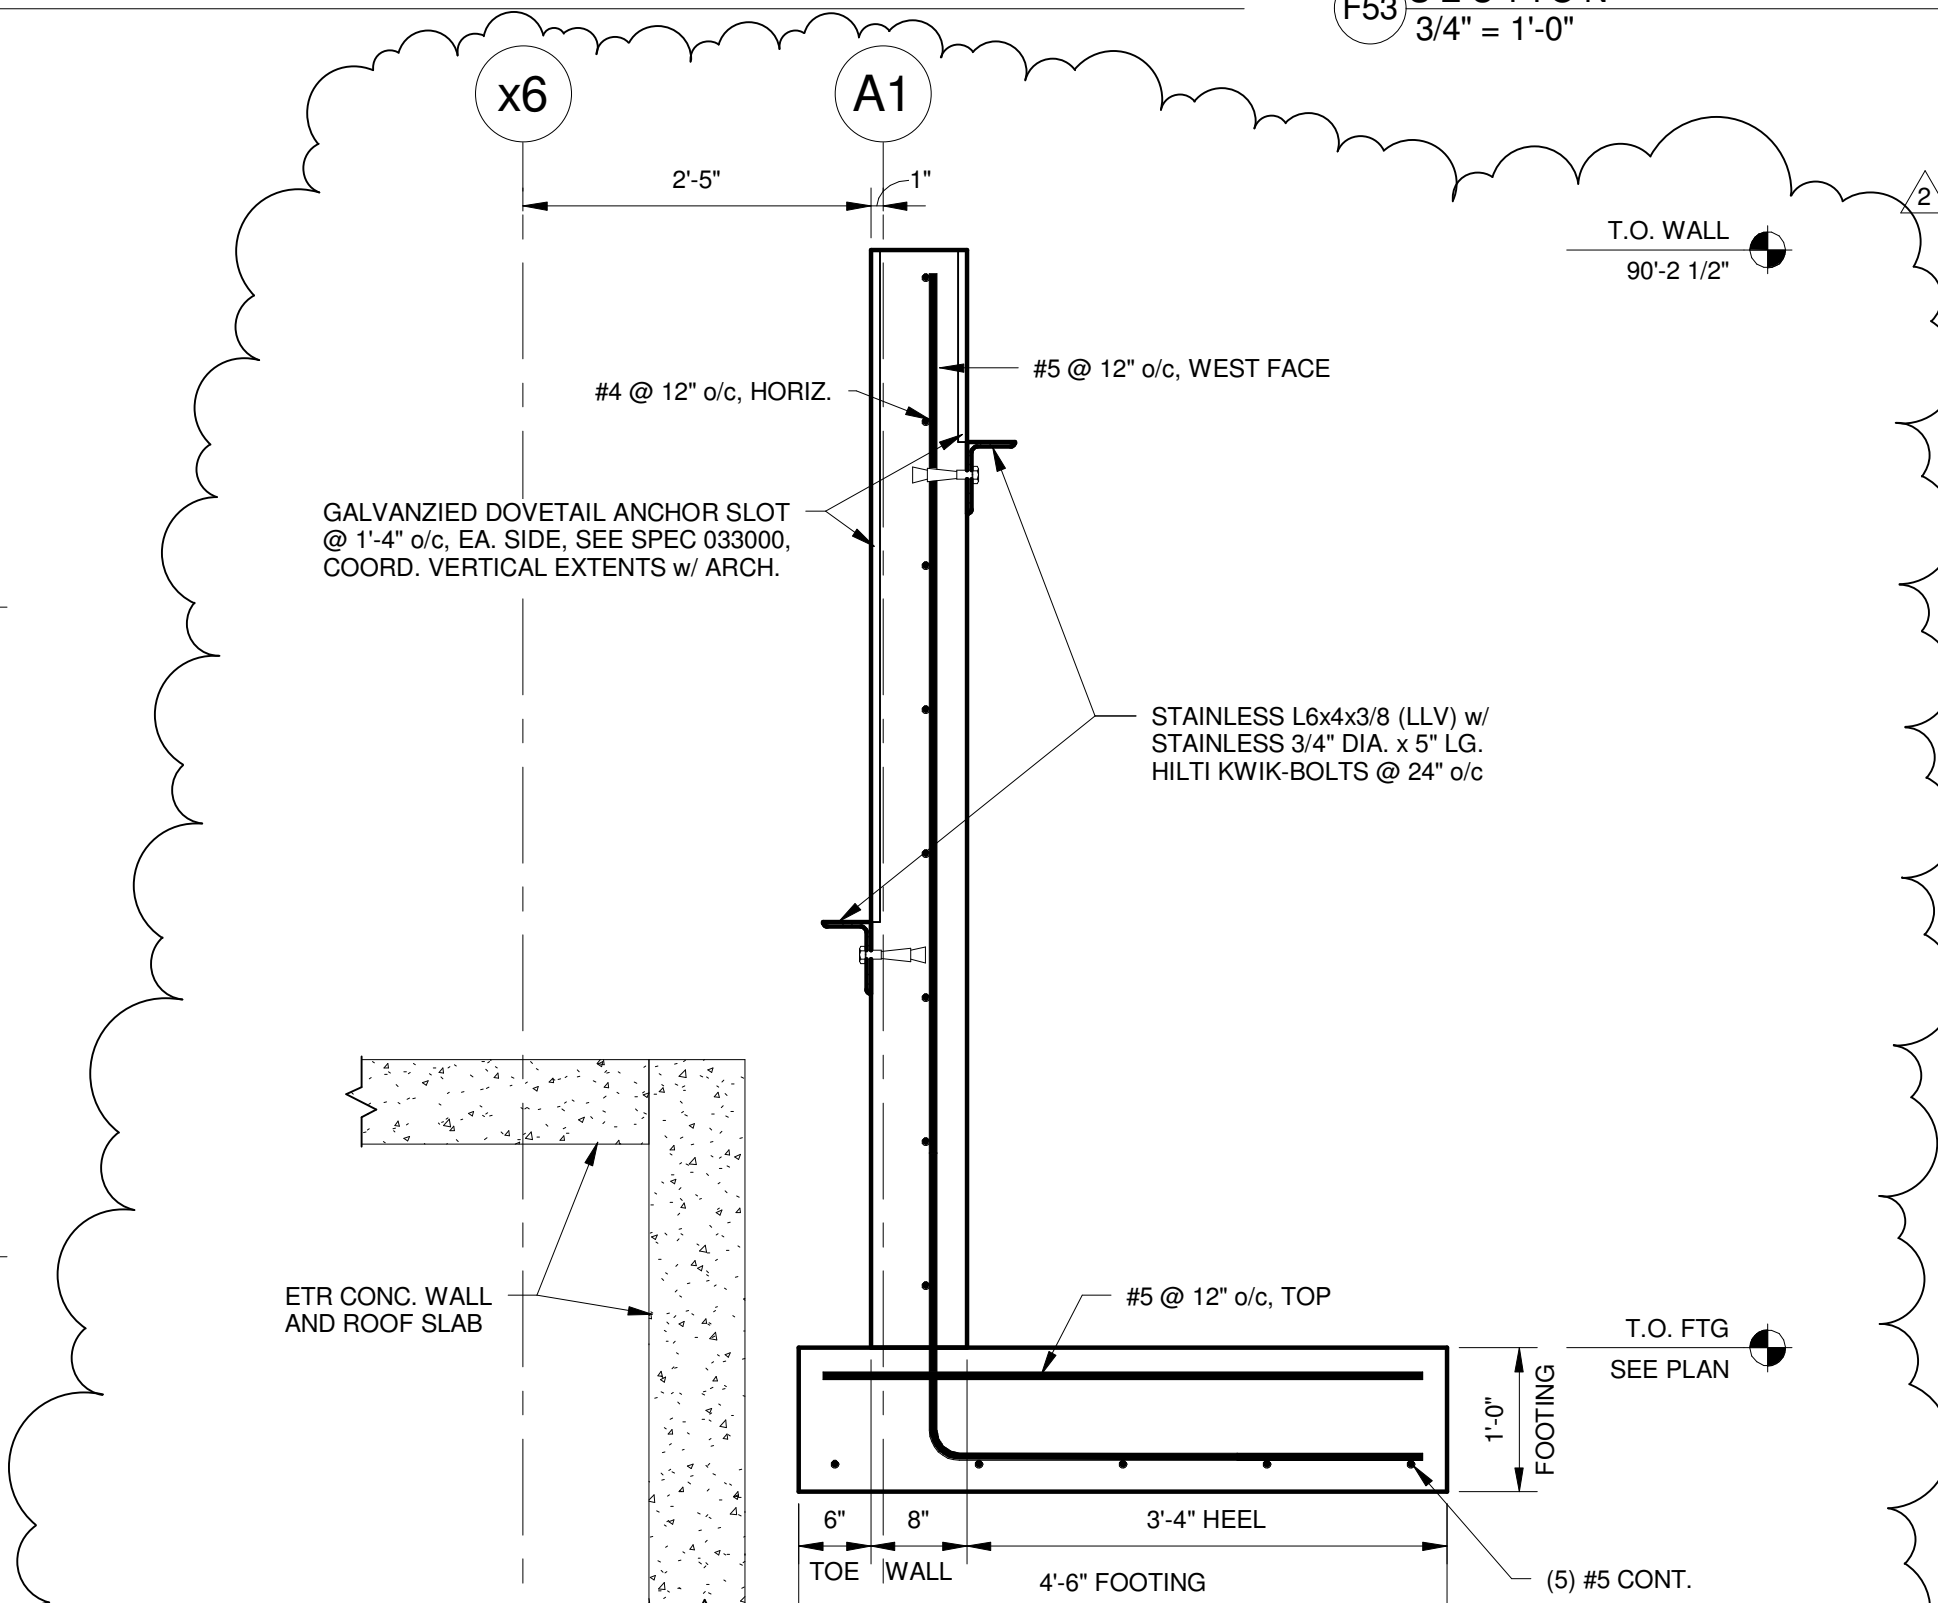 F53
3/4" = 1'-0"
x6
A1
2'-5"
1"
2
T.O. WALL
90'-2 1/2"
#5 @ 12" o/c, WEST FACE
#4 @ 12" o/c, HORIZ.
GALVANZIED DOVETAIL ANCHOR SLOT
@ 1'-4" o/c, EA. SIDE, SEE SPEC 033000,
COORD. VERTICAL EXTENTS w/ ARCH.
STAINLESS L6x4x3/8 (LLV) w/
STAINLESS 3/4" DIA. x 5" LG.
HILTI KWIK-BOLTS @ 24" o/c
ETR CONC. WALL
AND ROOF SLAB
#5 @ 12" o/c, TOP
T.O. FTG
SEE PLAN
1'-0"
FOOTING
6"
8"
3'-4" HEEL
TOE
WALL
4'-6" FOOTING
(5) #5 CONT.